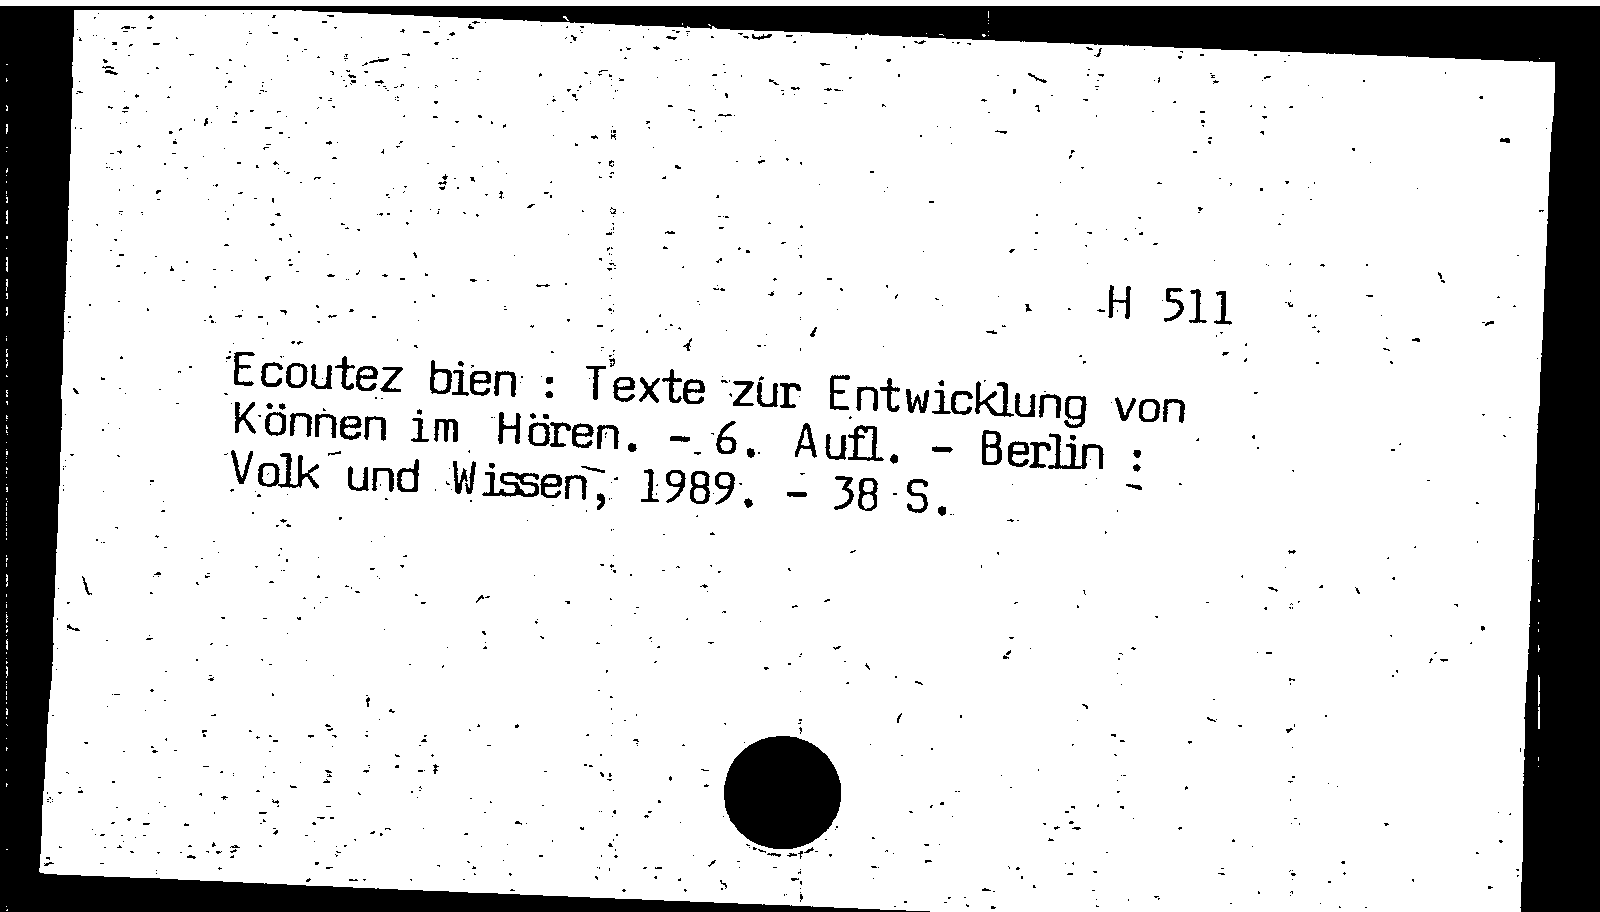 H 511
Ecoutez bien : Texte zur Entwicklung von
Können im Hören. - 6. Aufl. - Berlin :
Volk und Wissen, 1989. - 38 S.